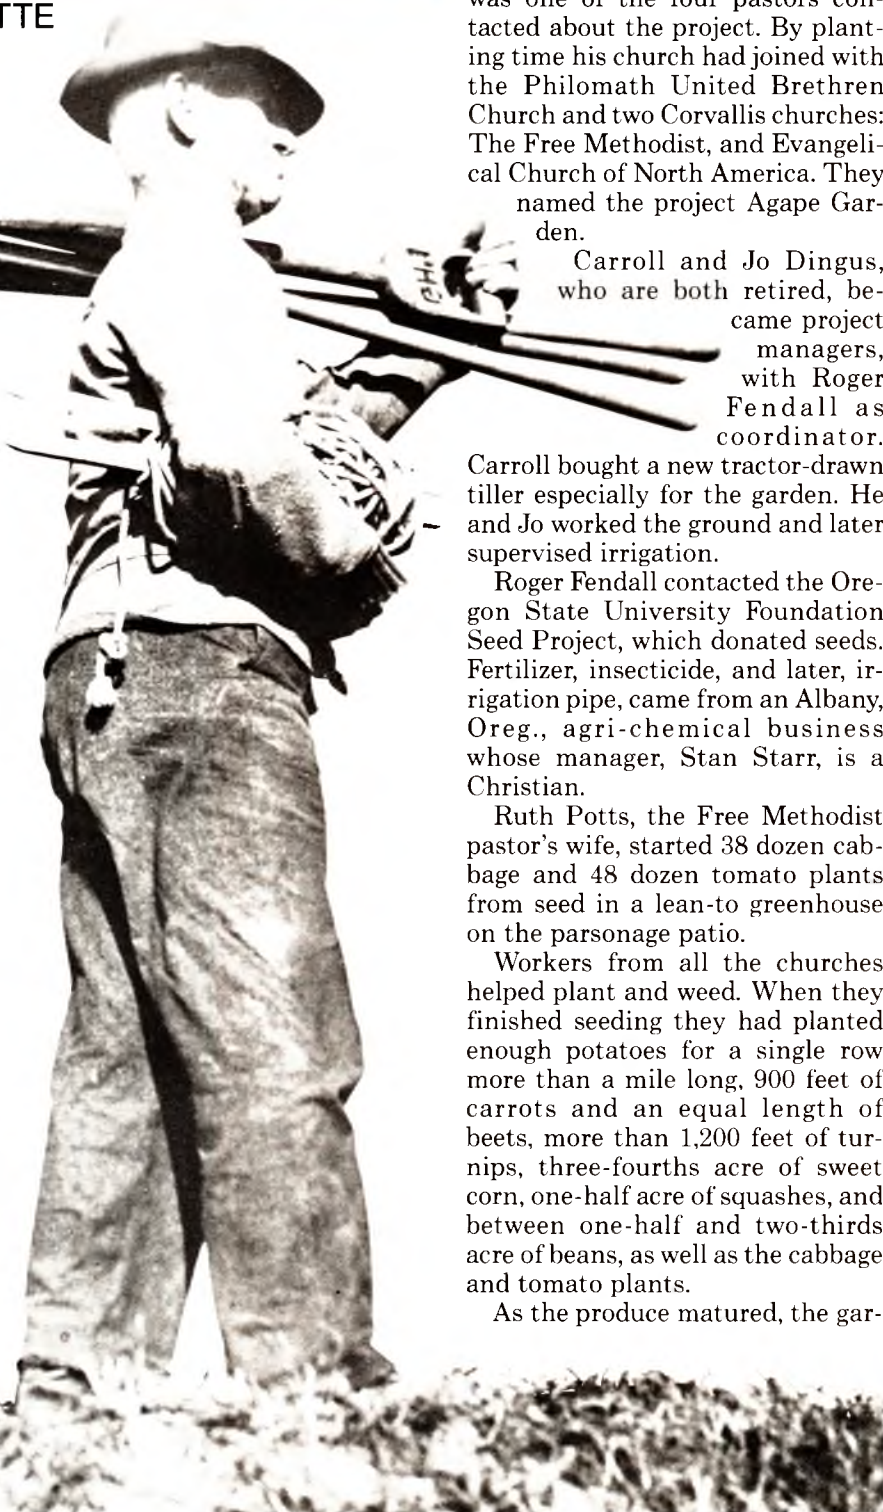 TTE
was one of the four pastors con-
tacted about the project. By plant-
ing time his church had joined with
the Philomath United Brethren
Church and two Corvallis churches:
The Free Methodist, and Evangeli-
cal Church of North America. They
named the project Agape Gar-
den.
Carroll and Jo Dingus,
who are both retired, be-
came project
managers,
with Roger
Fendall as
coordinator.
Carroll bought a new tractor-drawn
tiller especially for the garden. He
and Jo worked the ground and later
supervised irrigation.
Roger Fendall contacted the Ore-
gon State University Foundation
Seed Project, which donated seeds.
Fertilizer, insecticide, and later, ir-
rigation pipe, came from an Albany,
Oreg., agri-chemical business
whose manager, Stan Starr, is a
Christian.
Ruth Potts, the Free Methodist
pastor's wife, started 38 dozen cab-
bage and 48 dozen tomato plants
from seed in a lean-to greenhouse
on the parsonage patio.
Workers from all the churches
helped plant and weed. When they
finished seeding they had planted
enough potatoes for a single row
more than a mile long, 900 feet of
carrots and an equal length of
beets, more than 1,200 feet of tur-
nips, three-fourths acre of sweet
corn, one-half acre of squashes, and
between one-half and two-thirds
acre of beans, as well as the cabbage
and tomato plants.
As the produce matured, the gar-